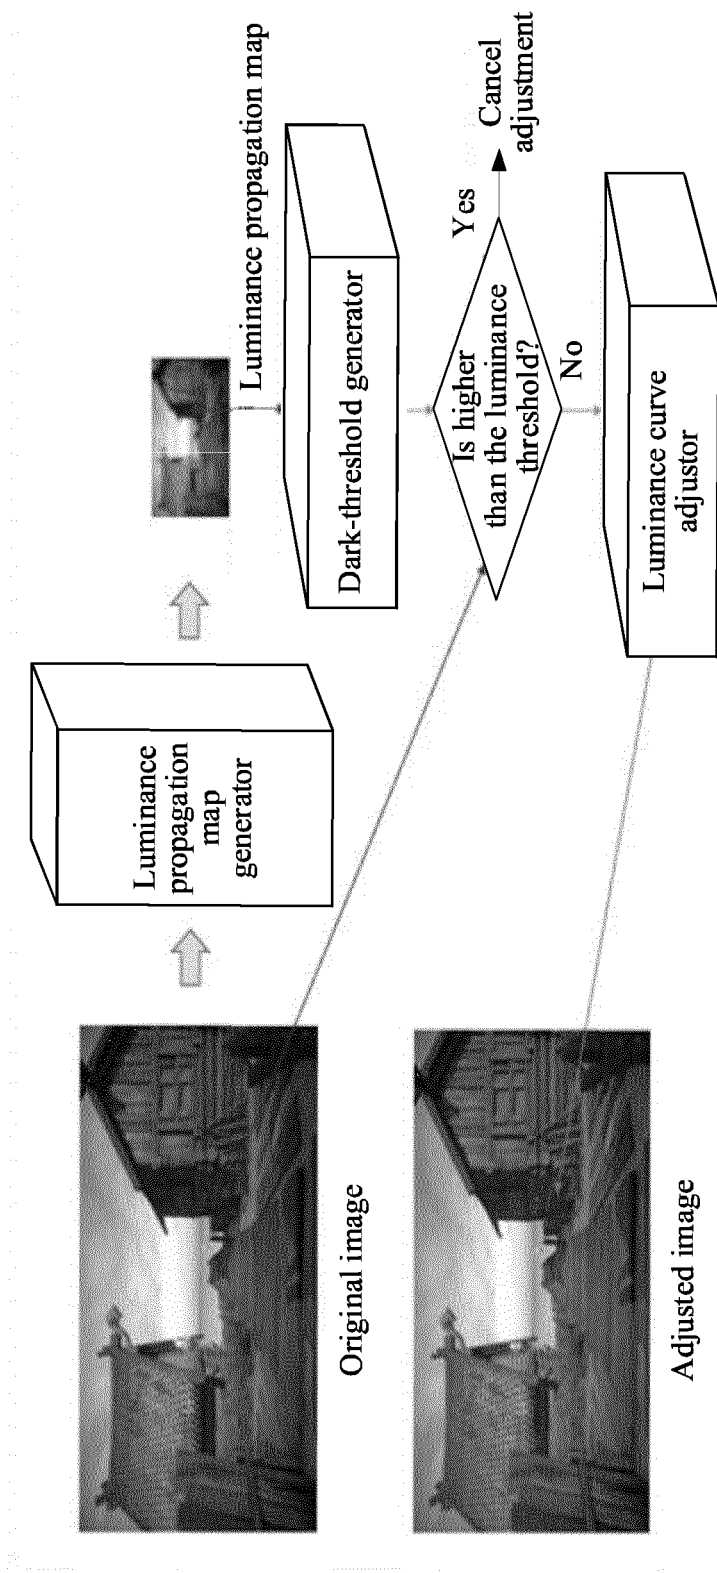 Original image
Luminance
propagation
map
generator
Luminance propagation map
Dark-threshold generator
Is higher
than the luminance
threshold?
Yes
Cancel
adjustment
No
Luminance curve
adjustor
Adjusted image